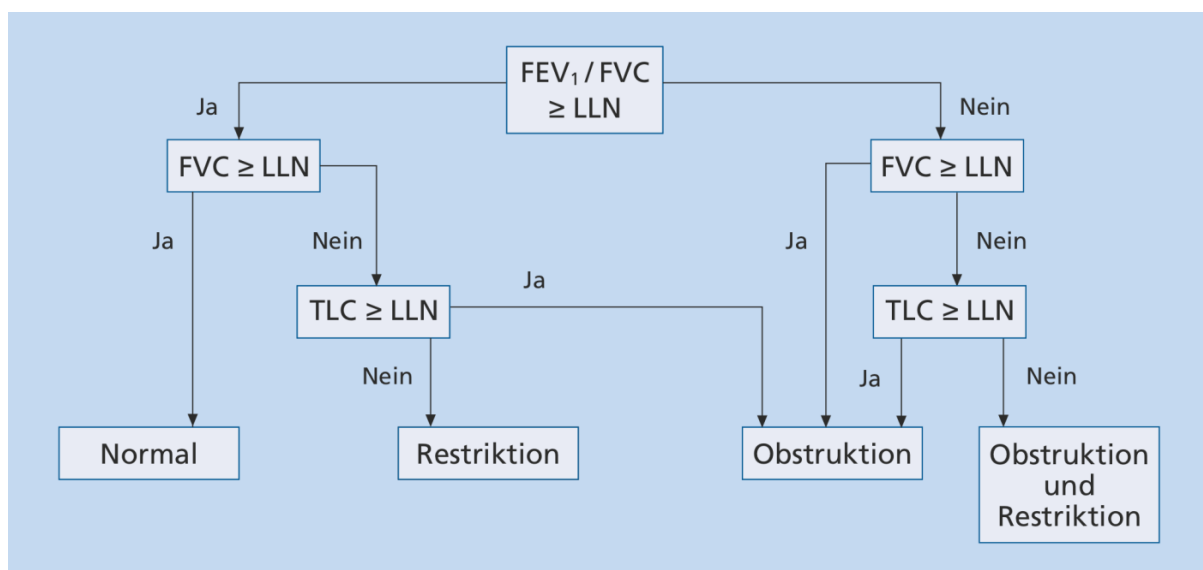 FEV₁ / FVC
≥ LLN
Ja
Nein
FVC ≥ LLN
FVC ≥ LLN
Ja
Nein
Ja
Nein
Ja
TLC ≥ LLN
TLC ≥ LLN
Nein
Ja
Nein
Normal
Restriktion
Obstruktion
Obstruktion
und
Restriktion